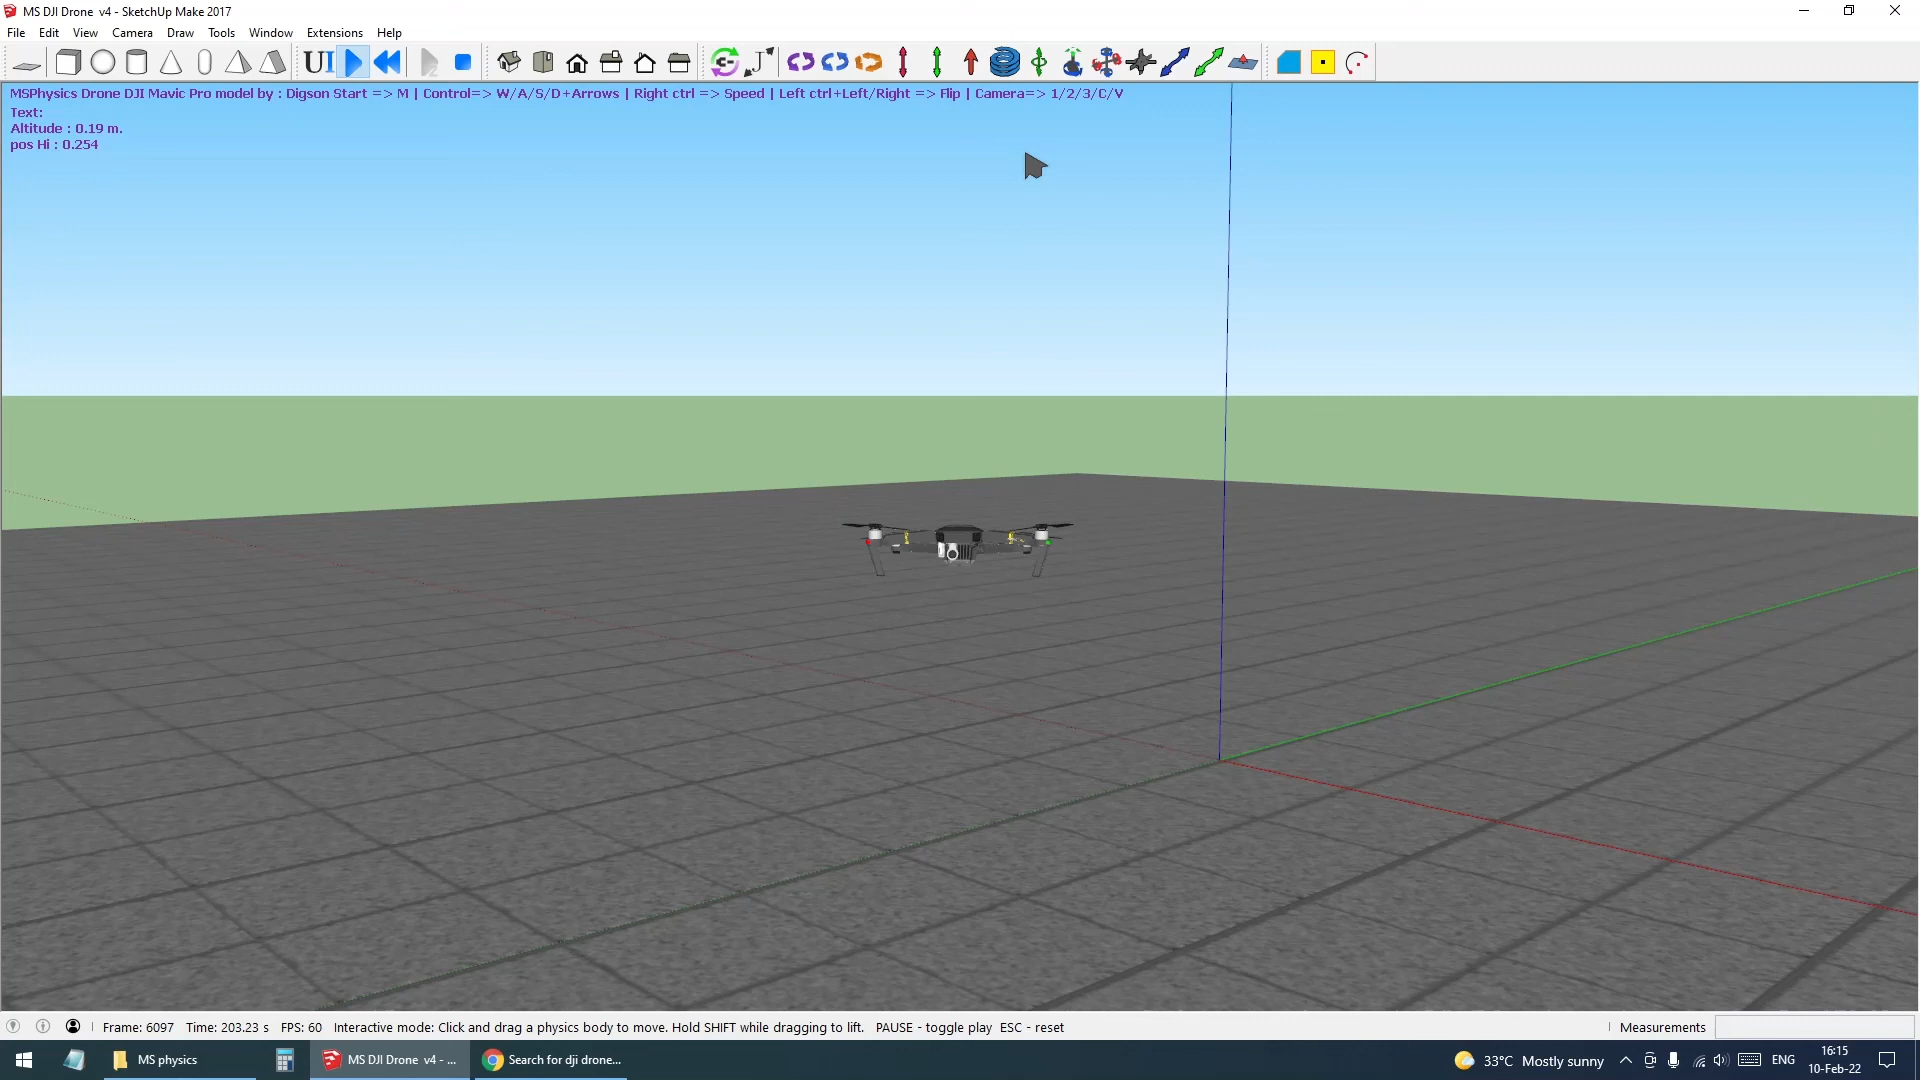 MS DJI Drone v4 - SketchUp Make 2017
File Edit View Camera Draw Tools Window Extensions Help
UI
MSPhysics Drone DJI Mavic Pro model by : Digson Start => M | Control=> W/A/S/D+Arrows | Right ctrl => Speed | Left ctrl+Left/Right => Flip | Camera=> 1/2/3/C/V
Text:
Altitude : 0.19 m.
pos Hi : 0.254
Frame: 6097 Time: 203.23 s FPS: 60 Interactive mode: Click and drag a physics body to move. Hold SHIFT while dragging to lift. PAUSE - toggle play ESC - reset
Measurements
MS physics
MS DJI Drone v4 - ...
Search for dji drone...
33°C Mostly sunny
ENG
16:15
10-Feb-22